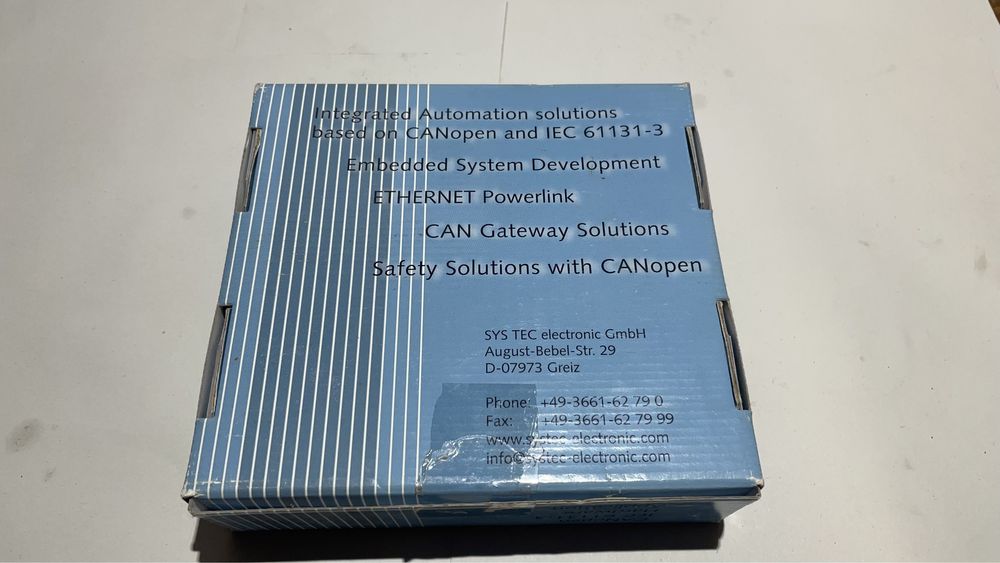 Integrated Automation solutions
based on CANopen and IEC 61131-3
Embedded System Development
ETHERNET Powerlink
CAN Gateway Solutions
Safety Solutions with CANopen
SYS TEC electronic GmbH
August-Bebel-Str. 29
D-07973 Greiz
Phone: +49-3661-62 79 0
Fax: +49-3661-62 79 99
www.systec-electronic.com
info@systec-electronic.com